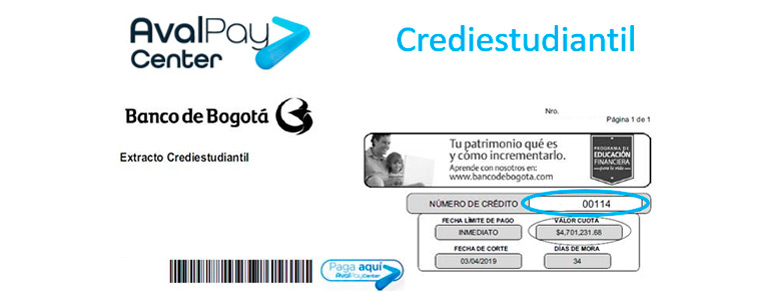 AvalPay
Center
Crediestudiantil
Banco de Bogotá
Extracto Crediestudiantil
Nro.
Página 1 de 1
Tu patrimonio qué es
y cómo incrementarlo.
Aprende con nosotros en:
www.bancodebogota.com
PROGRAMA DE
EDUCACIÓN
FINANCIERA
para la vida
NÚMERO DE CRÉDITO 00114
FECHA LÍMITE DE PAGO VALOR CUOTA
INMEDIATO $4,701,231.68
FECHA DE CORTE DÍAS DE MORA
03/04/2019 34
Paga aquí
AvalPayCenter